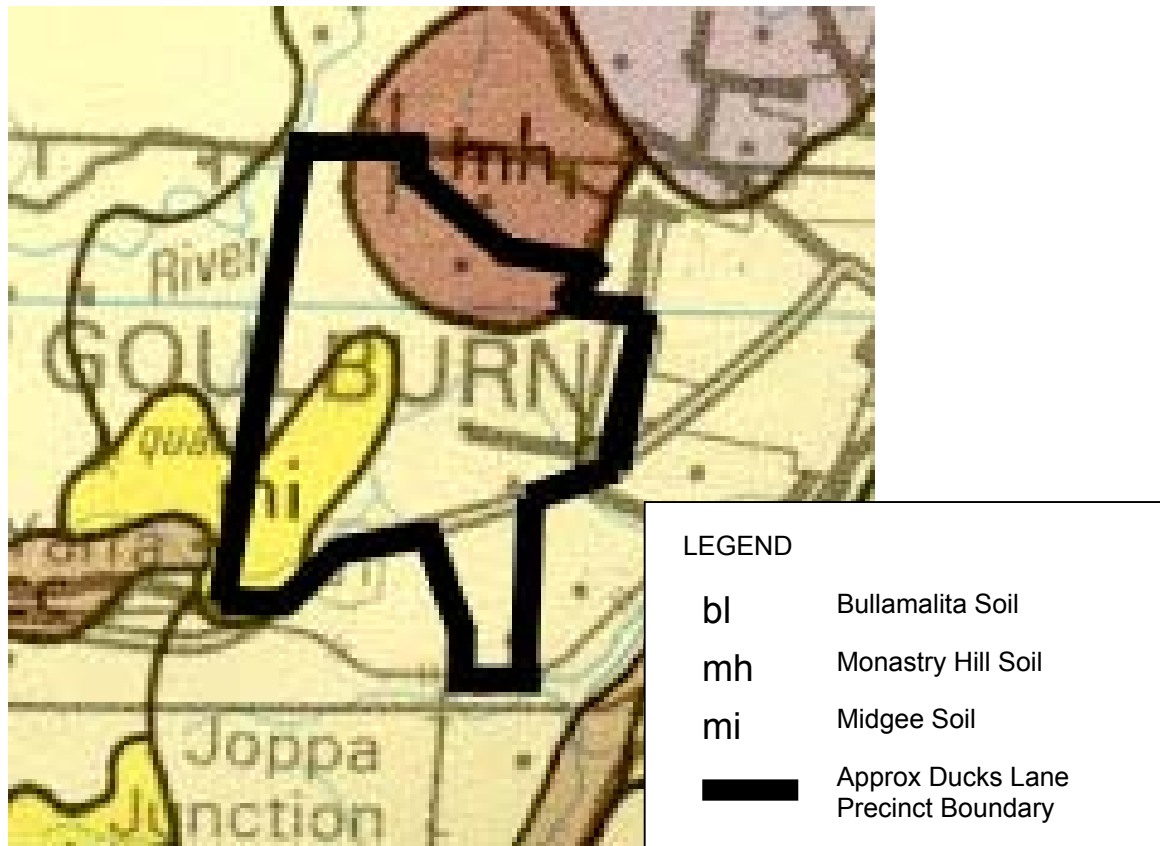 mh
River
GOULBURN
mi
Joppa
Junction
LEGEND
bl Bullamalita Soil
mh Monastry Hill Soil
mi Midgee Soil
Approx Ducks Lane
Precinct Boundary